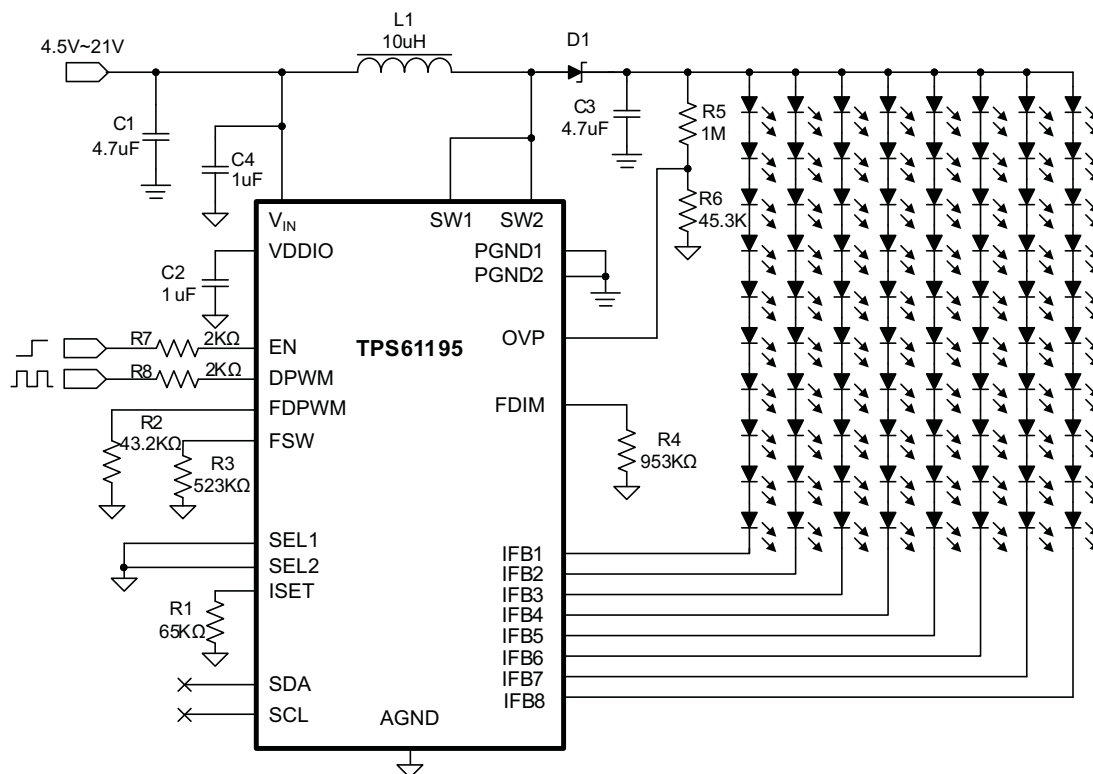 4.5V~21V
L1
10uH
D1
C1
4.7uF
C4
1uF
C3
4.7uF
R5
1M
R6
45.3K
VIN
SW1
SW2
VDDIO
PGND1
PGND2
C2
1uF
R7
2KΩ
EN
TPS61195
OVP
R8
2KΩ
DPWM
FDPWM
FDIM
R2
43.2KΩ
FSW
R3
523KΩ
R4
953KΩ
SEL1
SEL2
ISET
R1
65KΩ
IFB1
IFB2
IFB3
IFB4
IFB5
IFB6
IFB7
IFB8
SDA
SCL
AGND